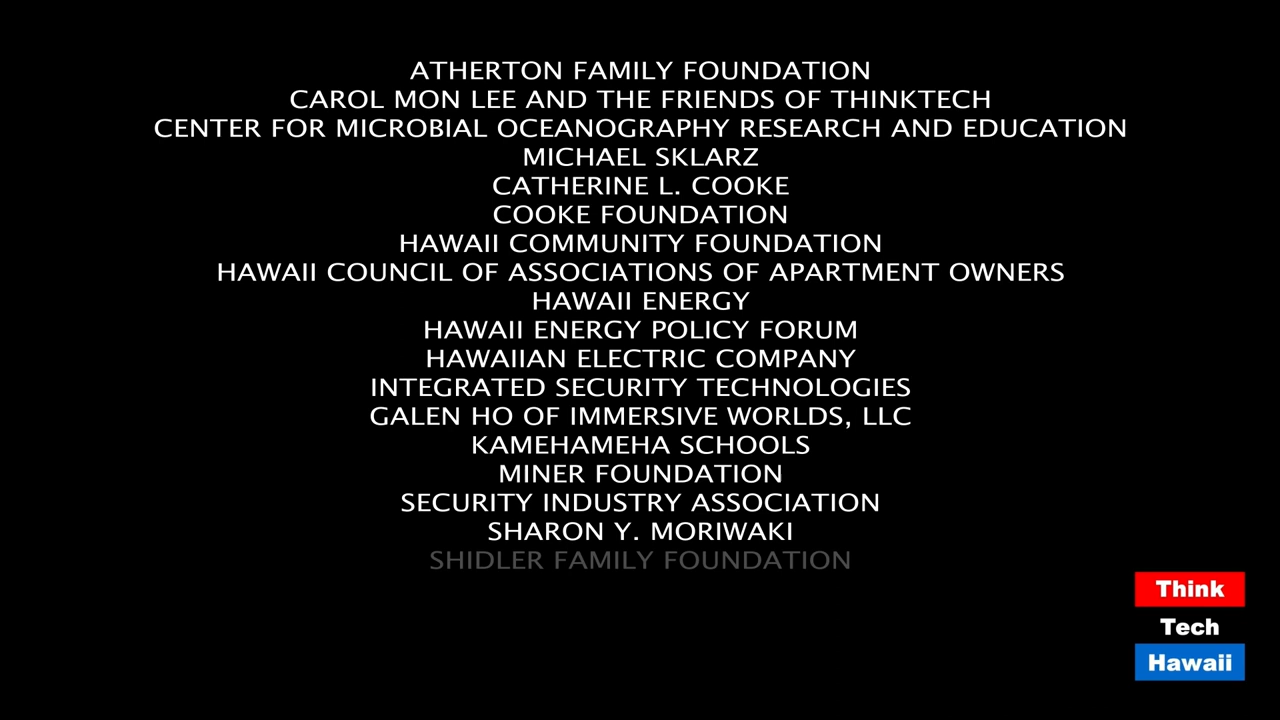 ATHERTON FAMILY FOUNDATION
CAROL MON LEE AND THE FRIENDS OF THINKTECH
CENTER FOR MICROBIAL OCEANOGRAPHY RESEARCH AND EDUCATION
MICHAEL SKLARZ
CATHERINE L. COOKE
COOKE FOUNDATION
HAWAII COMMUNITY FOUNDATION
HAWAII COUNCIL OF ASSOCIATIONS OF APARTMENT OWNERS
HAWAII ENERGY
HAWAII ENERGY POLICY FORUM
HAWAIIAN ELECTRIC COMPANY
INTEGRATED SECURITY TECHNOLOGIES
GALEN HO OF IMMERSIVE WORLDS, LLC
KAMEHAMEHA SCHOOLS
MINER FOUNDATION
SECURITY INDUSTRY ASSOCIATION
SHARON Y. MORIWAKI
SHIDLER FAMILY FOUNDATION
Think
Tech
Hawaii